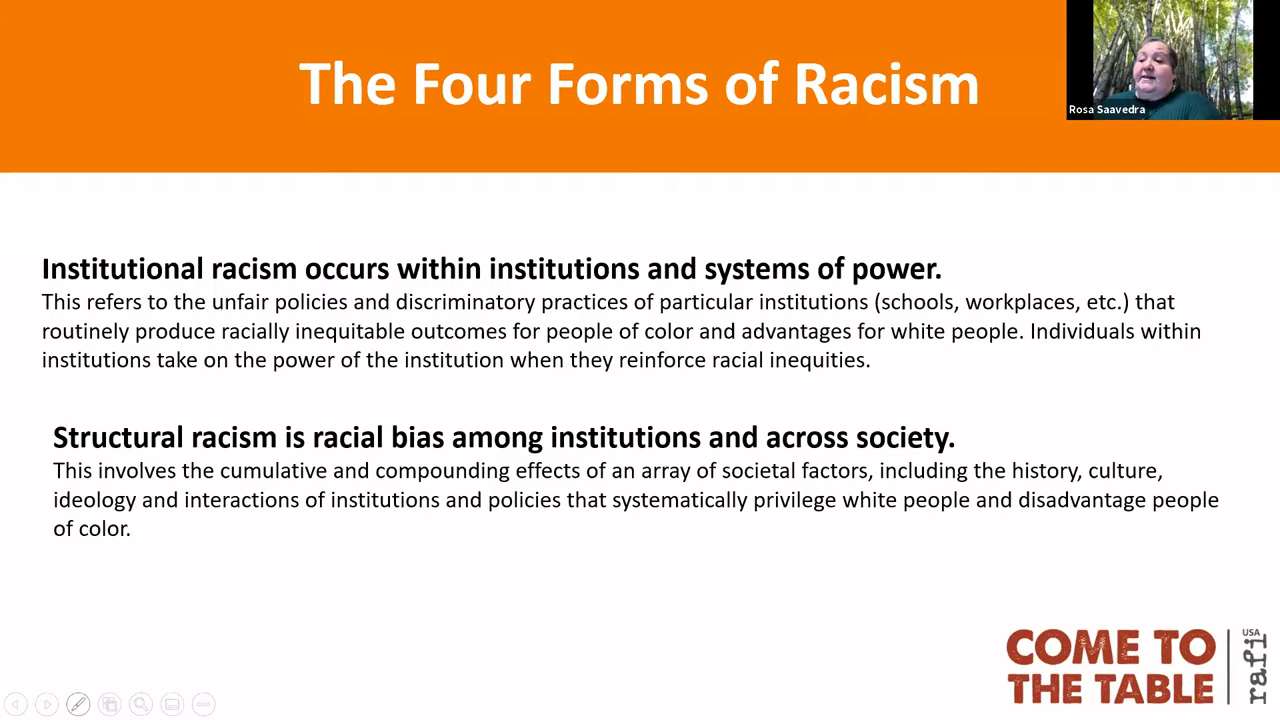 The Four Forms of Racism
Rosa Saavedra
Institutional racism occurs within institutions and systems of power.
This refers to the unfair policies and discriminatory practices of particular institutions (schools, workplaces, etc.) that
routinely produce racially inequitable outcomes for people of color and advantages for white people. Individuals within
institutions take on the power of the institution when they reinforce racial inequities.
Structural racism is racial bias among institutions and across society.
This involves the cumulative and compounding effects of an array of societal factors, including the history, culture,
ideology and interactions of institutions and policies that systematically privilege white people and disadvantage people
of color.
COME TO
THE TABLE
rafi
USA